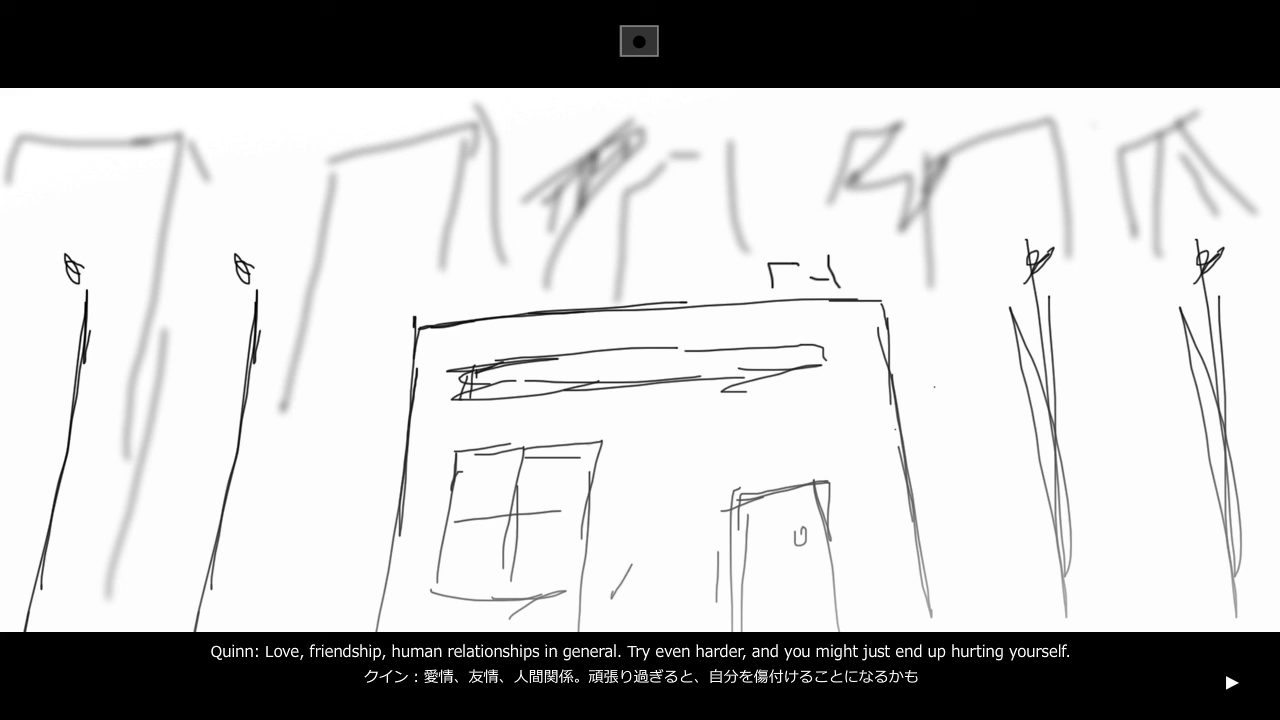 Quinn: Love, friendship, human relationships in general. Try even harder, and you might just end up hurting yourself.
クイン：愛情、友情、人間関係。頑張り過ぎると、自分を傷付けることになるかも